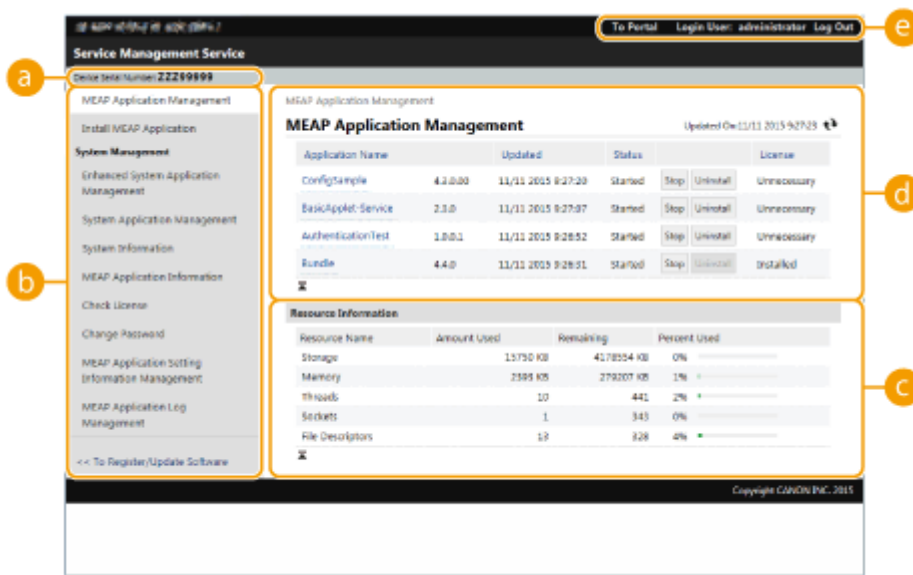 To Portal Login User: administrator Log Out
e
Service Management Service
a
Device Serial Number: ZZZ99999
b
MEAP Application Management
Install MEAP Application
System Management
Enhanced System Application
Management
System Application Management
System Information
MEAP Application Information
Check License
Change Password
MEAP Application Setting
Information Management
MEAP Application Log
Management
<< To Register/Update Software
MEAP Application Management
MEAP Application Management Updated On:11/11 2015 9:27:29
d
Application Name Updated Status License
ConfigSample 4.3.0.00 11/11 2015 9:27:20 Started Stop Uninstall Unnecessary
BasicApplet-Service 2.3.0 11/11 2015 9:27:07 Started Stop Uninstall Unnecessary
AuthenticationTest 1.0.0.1 11/11 2015 9:26:52 Started Stop Uninstall Unnecessary
Bundle 4.4.0 11/11 2015 9:26:31 Started Stop Uninstall Installed
Resource Information
c
Resource Name Amount Used Remaining Percent Used
Storage 15750 KB 4178554 KB 0%
Memory 2393 KB 279207 KB 1%
Threads 10 441 2%
Sockets 1 343 0%
File Descriptors 13 328 4%
Copyright CANON INC. 2015